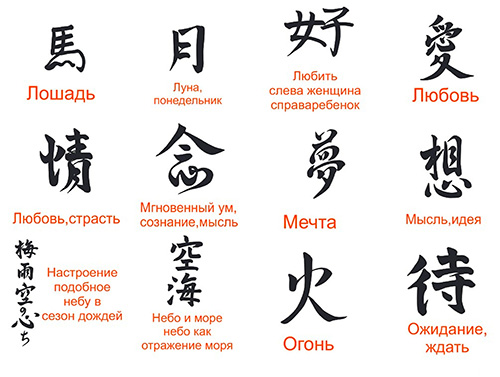 馬
Лошадь
月
Луна,
понедельник
好
Любить
слева женщина
справаребенок
愛
Любовь
情
Любовь,страсть
念
Мгновенный ум,
сознание,мысль
夢
Мечта
想
Мысль,идея
梅雨空の心ち
Настроение
подобное
небу в
сезон дождей
空海
Небо и море
небо как
отражение моря
火
Огонь
待
Ожидание,
ждать